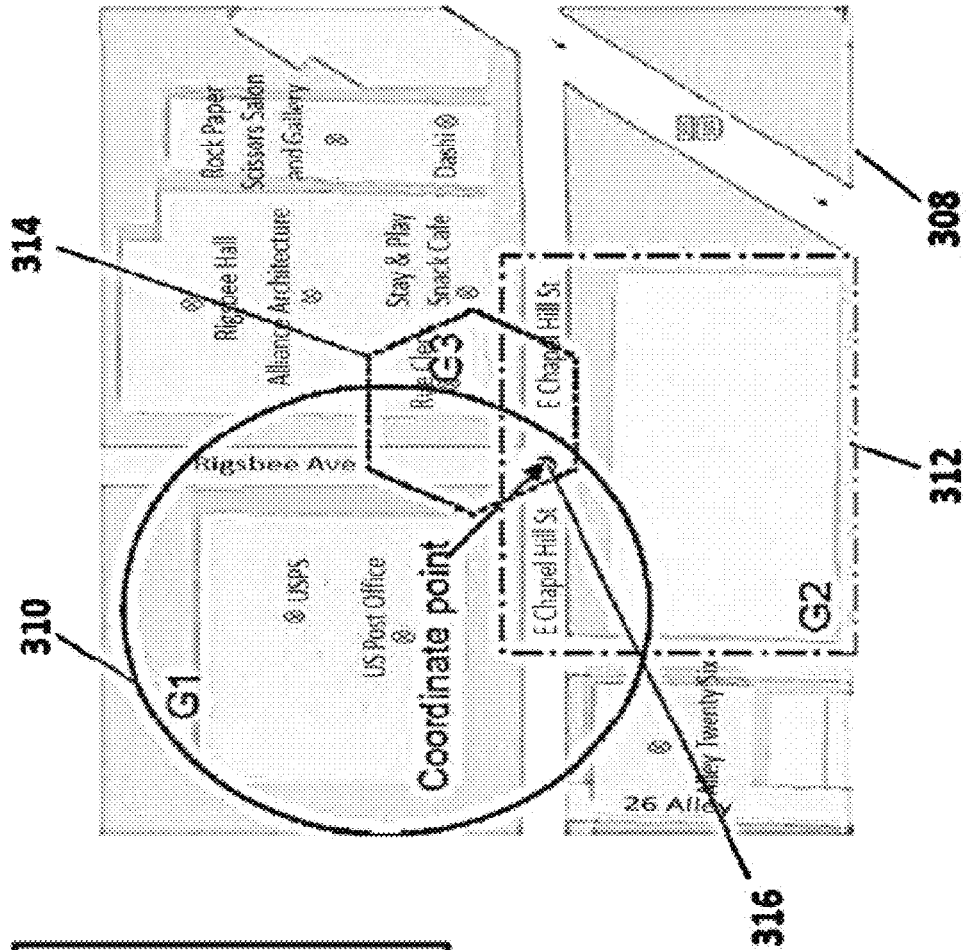 310
314
G1
Rigsbee Hall
Alliance Architecture
Rock Paper
Scissors Salon
and Gallery
USPS
US Post Office
Rigsbee Ave
Stay & Play
Snack Cafe
Dashi
G3
Coordinate point
E Chapel Hill St
E Chapel Hill St
26 Alley
Alley Twenty Six
G2
316
312
308